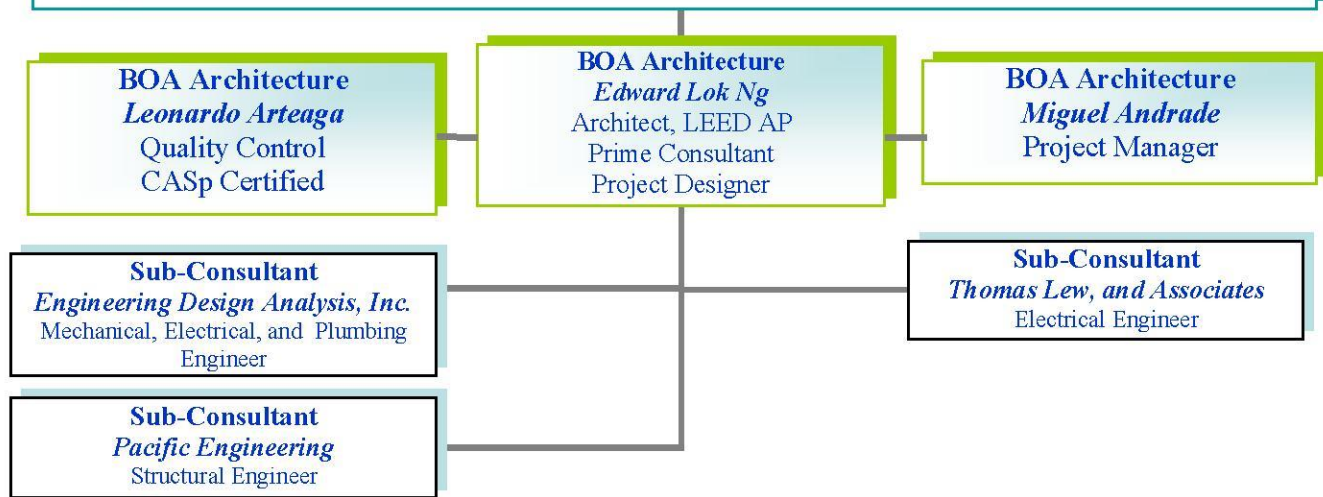 BOA Architecture
Leonardo Arteaga
Quality Control
CASp Certified
BOA Architecture
Edward Lok Ng
Architect, LEED AP
Prime Consultant
Project Designer
BOA Architecture
Miguel Andrade
Project Manager
Sub-Consultant
Engineering Design Analysis, Inc.
Mechanical, Electrical, and Plumbing
Engineer
Sub-Consultant
Thomas Lew, and Associates
Electrical Engineer
Sub-Consultant
Pacific Engineering
Structural Engineer